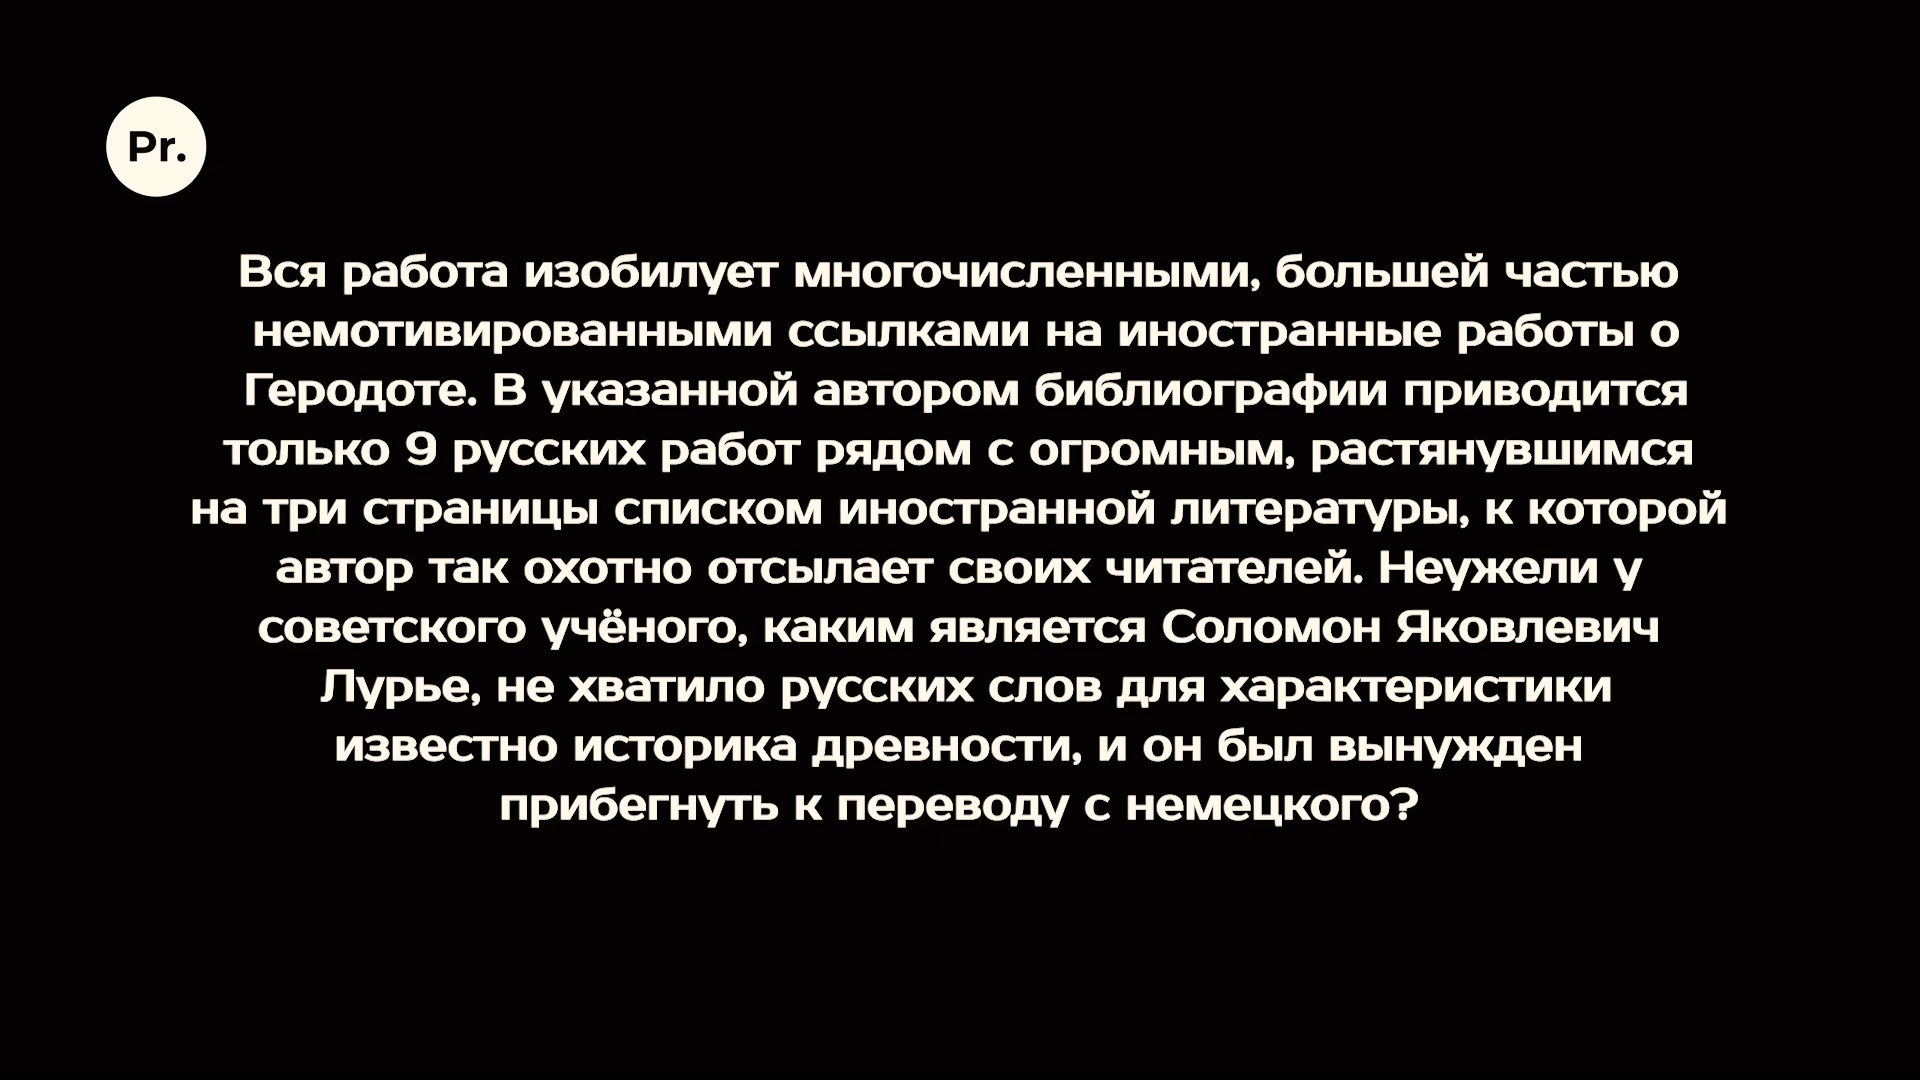 Pr.
Вся работа изобилует многочисленными, большей частью
немотивированными ссылками на иностранные работы о
Геродоте. В указанной автором библиографии приводится
только 9 русских работ рядом с огромным, растянувшимся
на три страницы списком иностранной литературы, к которой
автор так охотно отсылает своих читателей. Неужели у
советского учёного, каким является Соломон Яковлевич
Лурье, не хватило русских слов для характеристики
известно историка древности, и он был вынужден
прибегнуть к переводу с немецкого?